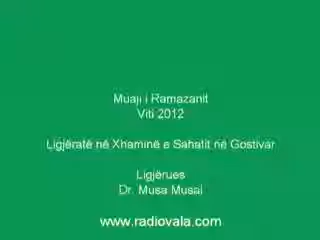 Muaji i Ramazanit
Viti 2012
Ligjëratë në Xhaminë e Sahatit në Gostivar
Ligjërues
Dr. Musa Musai
www.radiovala.com